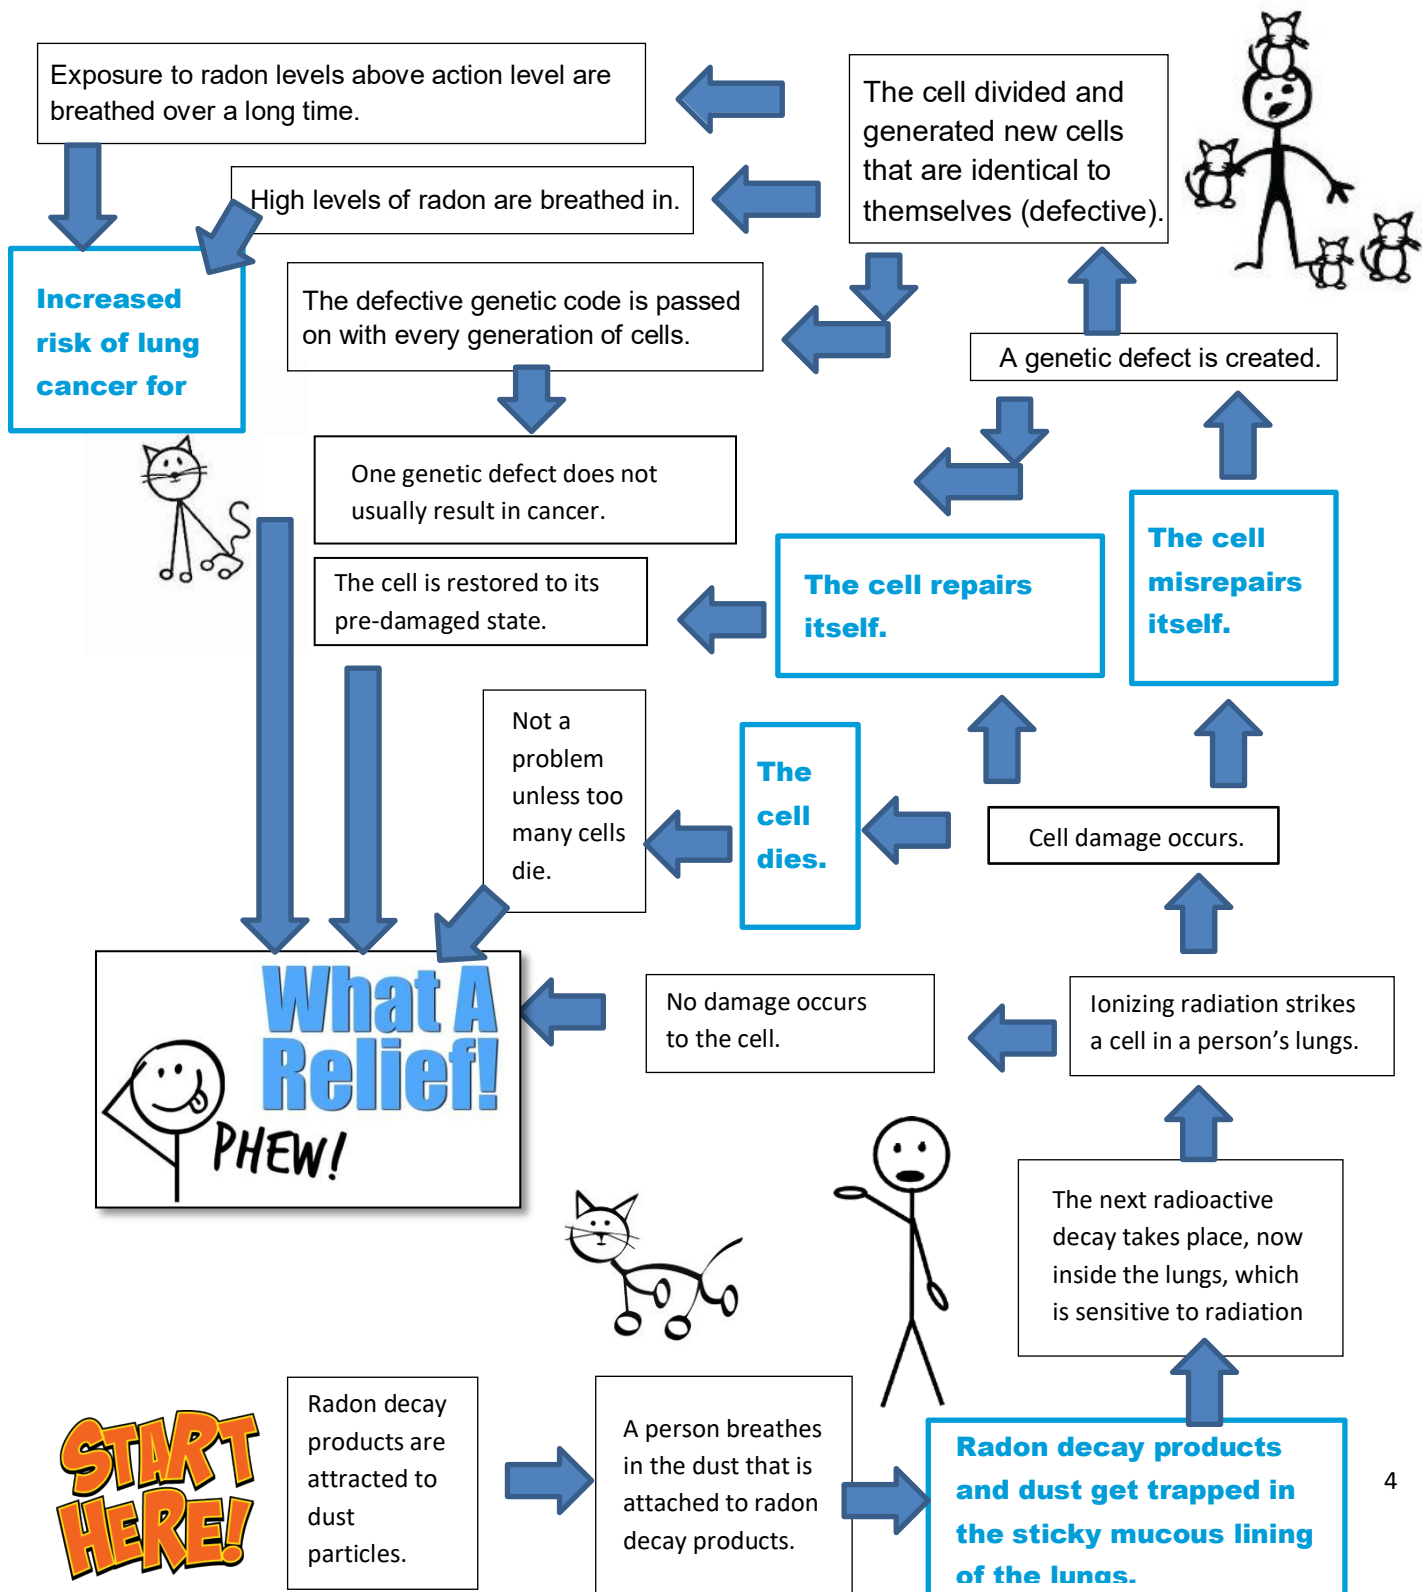 Exposure to radon levels above action level are
breathed over a long time.
The cell divided and
generated new cells
that are identical to
themselves (defective).
High levels of radon are breathed in.
Increased
risk of lung
cancer for
The defective genetic code is passed
on with every generation of cells.
A genetic defect is created.
One genetic defect does not
usually result in cancer.
The cell
misrepairs
itself.
The cell repairs
itself.
The cell is restored to its
pre-damaged state.
Not a
problem
unless too
many cells
die.
The
cell
dies.
Cell damage occurs.
What A
Relief!
PHEW!
No damage occurs
to the cell.
Ionizing radiation strikes
a cell in a person’s lungs.
The next radioactive
decay takes place, now
inside the lungs, which
is sensitive to radiation
START
HERE!
Radon decay
products are
attracted to
dust
particles.
A person breathes
in the dust that is
attached to radon
decay products.
Radon decay products
and dust get trapped in
the sticky mucous lining
of the lungs.
4